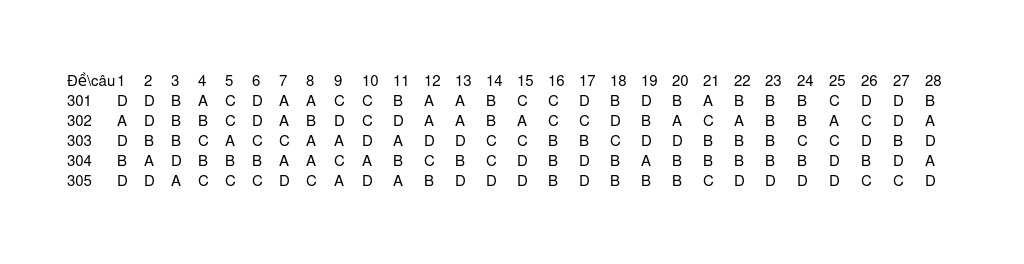 Đề\câu 1 2 3 4 5 6 7 8 9 10 11 12 13 14 15 16 17 18 19 20 21 22 23 24 25 26 27 28
301 D D B A C D A A C C B A A B C C D B D B A B B B C D D B
302 A D B B C D A B D C D A A B A C C D B A C A B B A C D A
303 D B B C A C C A A D A D D C C B B C D D B B B C C D B D
304 B A D B B B A A C A B C B C D B D B A B B B B B D B D A
305 D D A C C C D C A D A B D D D B D B B B C D D D D C C D